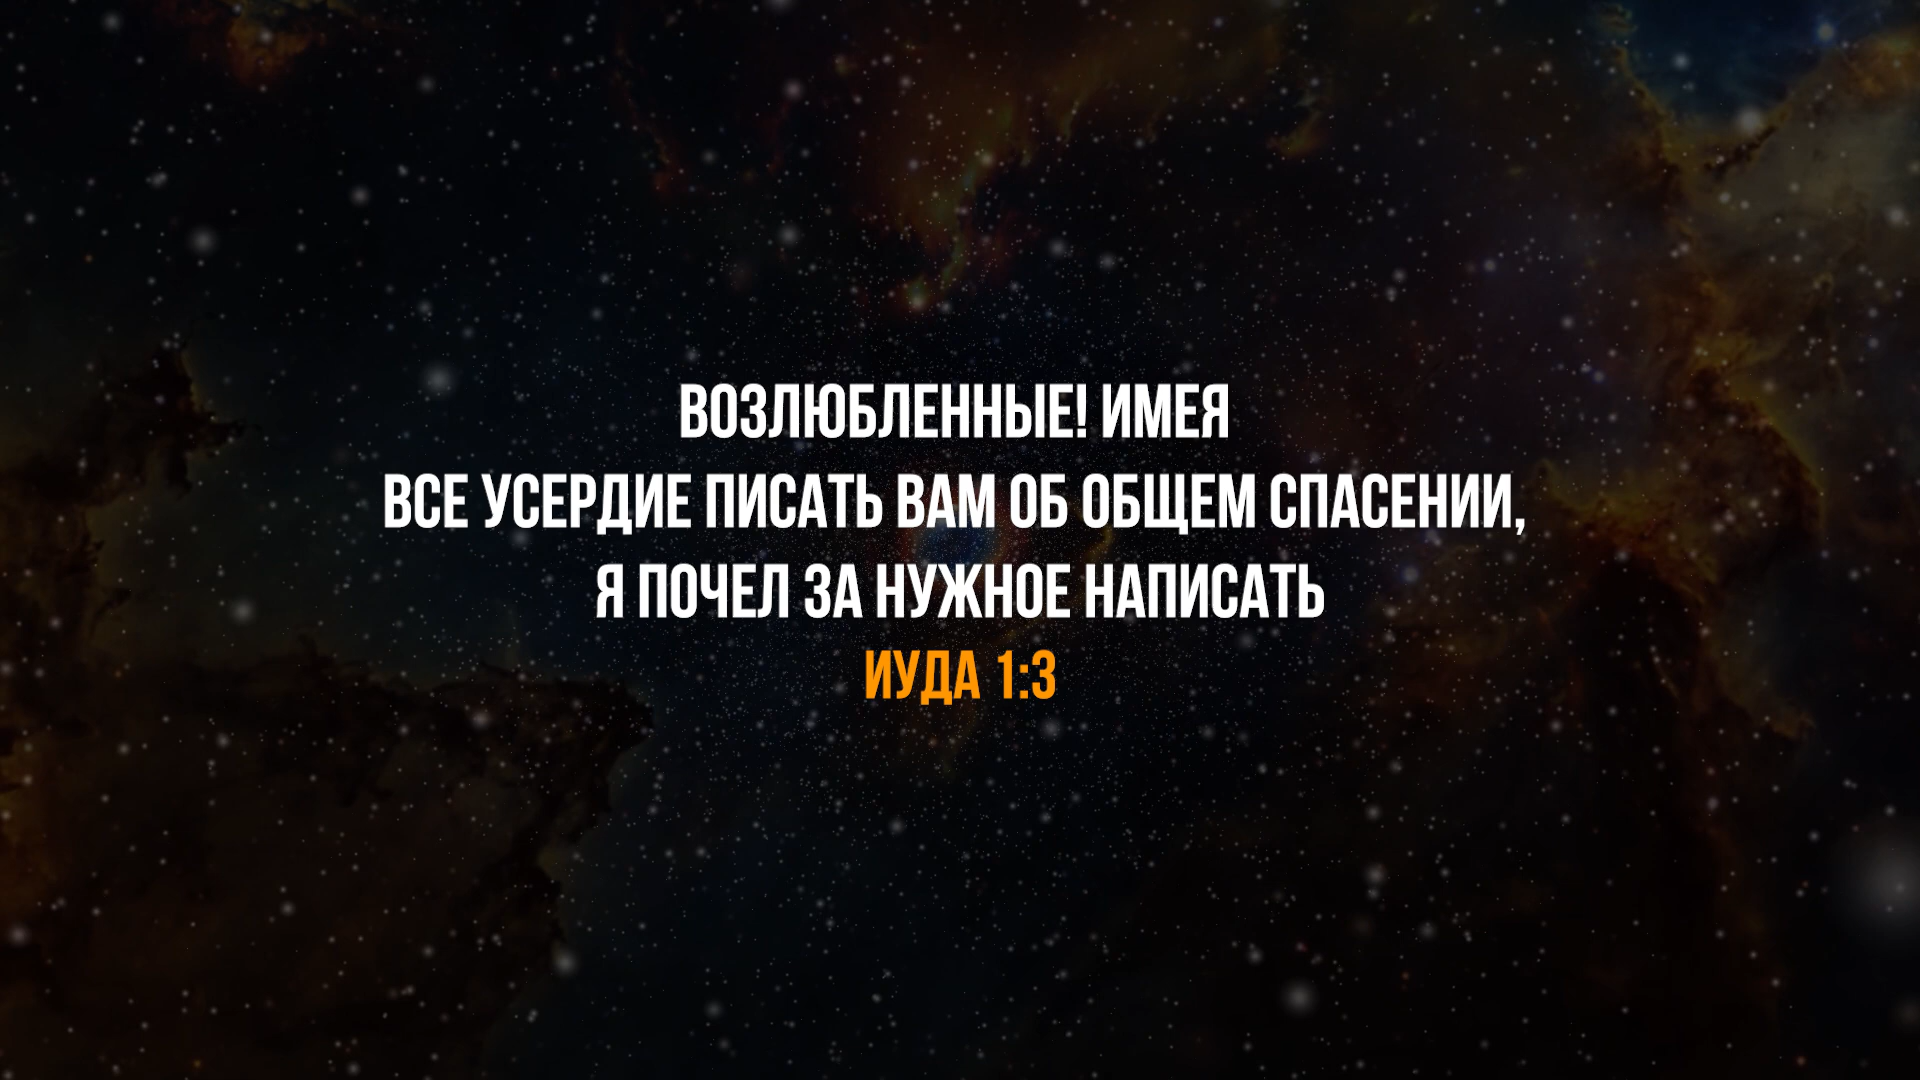 ВОЗЛЮБЛЕННЫЕ! ИМЕЯ
ВСЕ УСЕРДИЕ ПИСАТЬ ВАМ ОБ ОБЩЕМ СПАСЕНИИ,
Я ПОЧЕЛ ЗА НУЖНОЕ НАПИСАТЬ
ИУДА 1:3